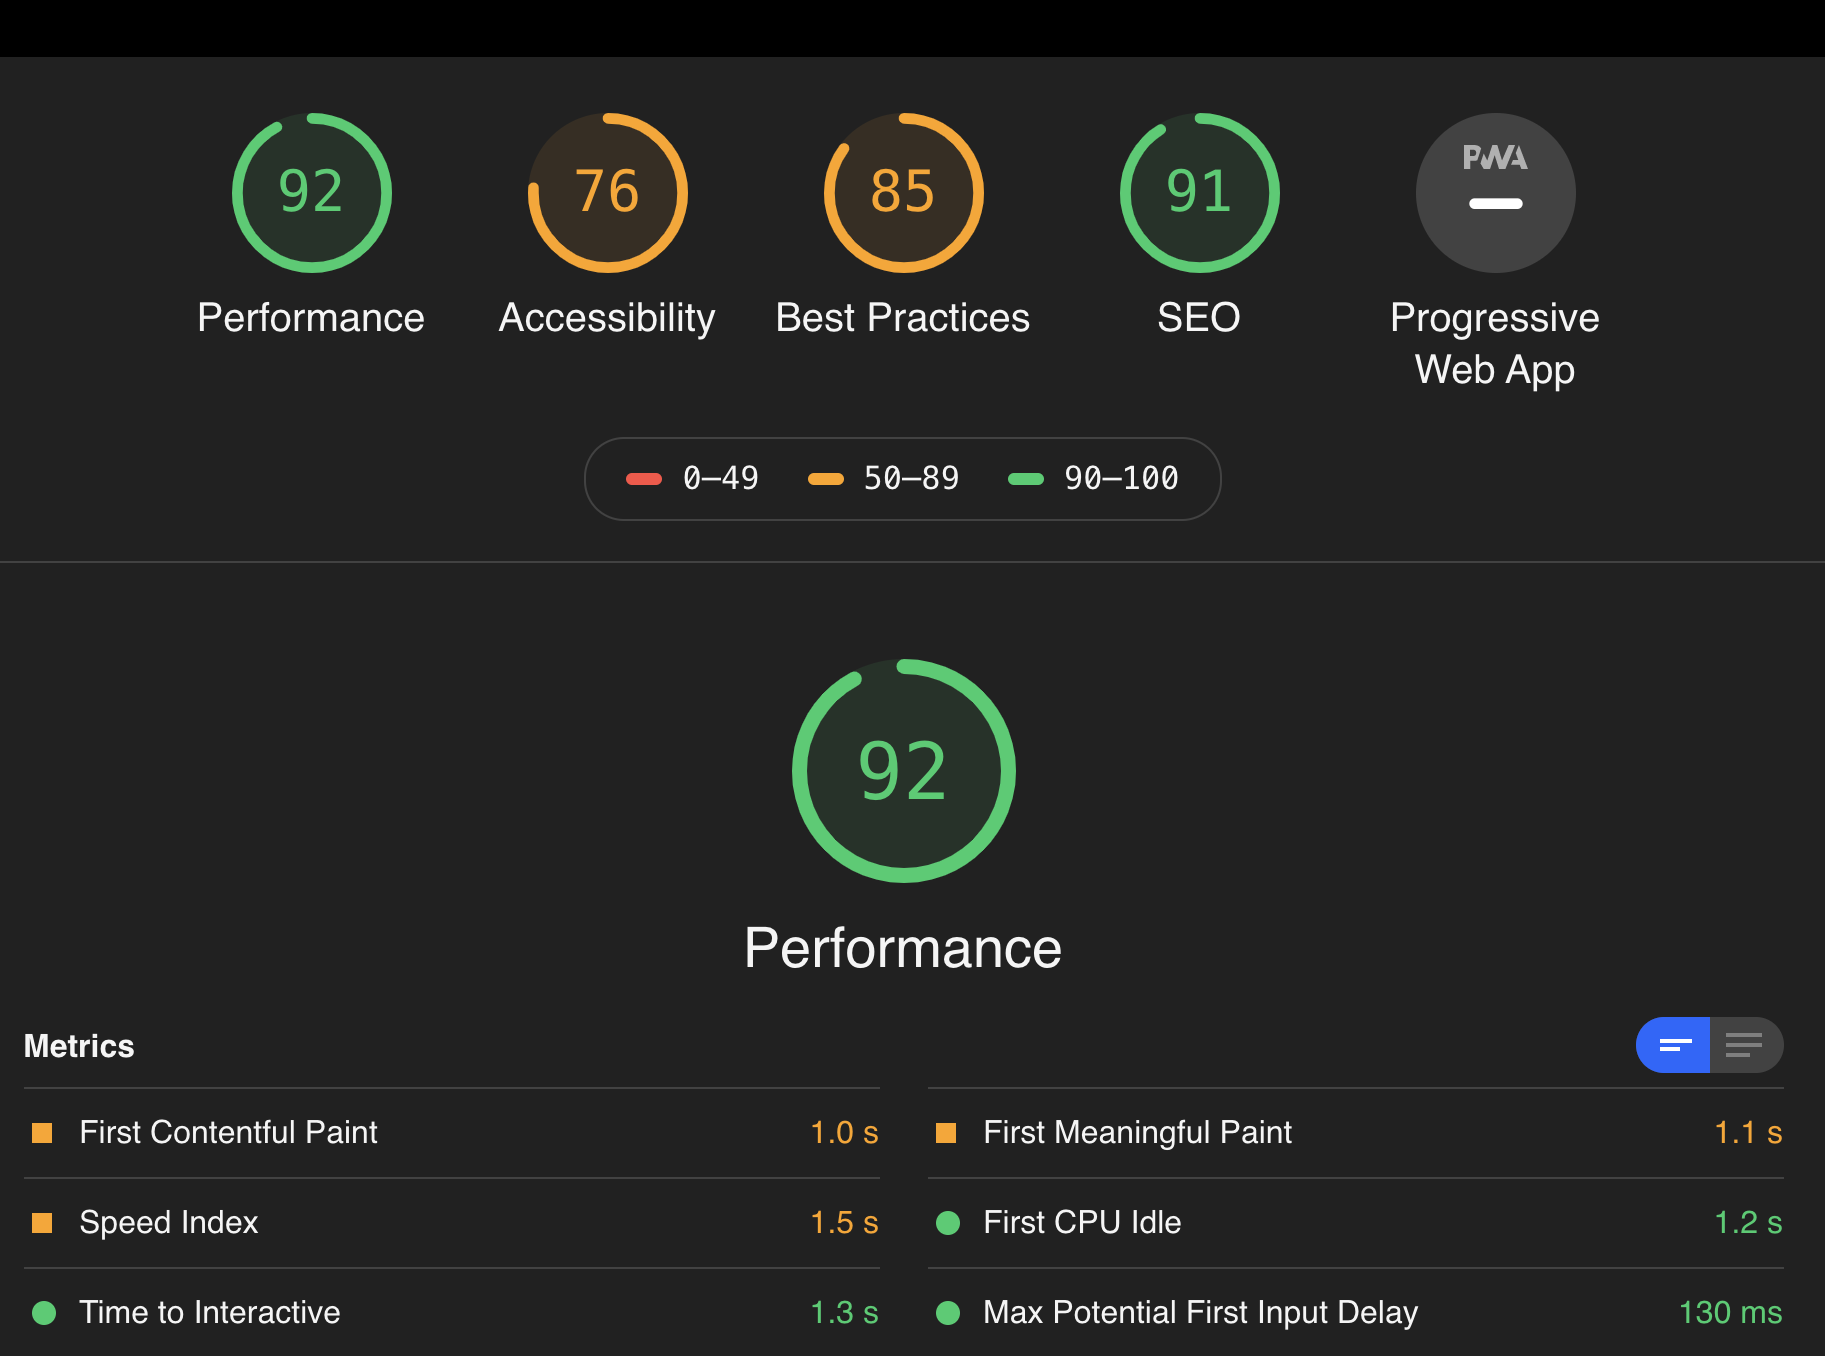 92
76
85
91
PWA
Performance
Accessibility
Best Practices
SEO
Progressive
Web App
0–49
50–89
90–100
92
Performance
Metrics
First Contentful Paint 1.0 s
First Meaningful Paint 1.1 s
Speed Index 1.5 s
First CPU Idle 1.2 s
Time to Interactive 1.3 s
Max Potential First Input Delay 130 ms